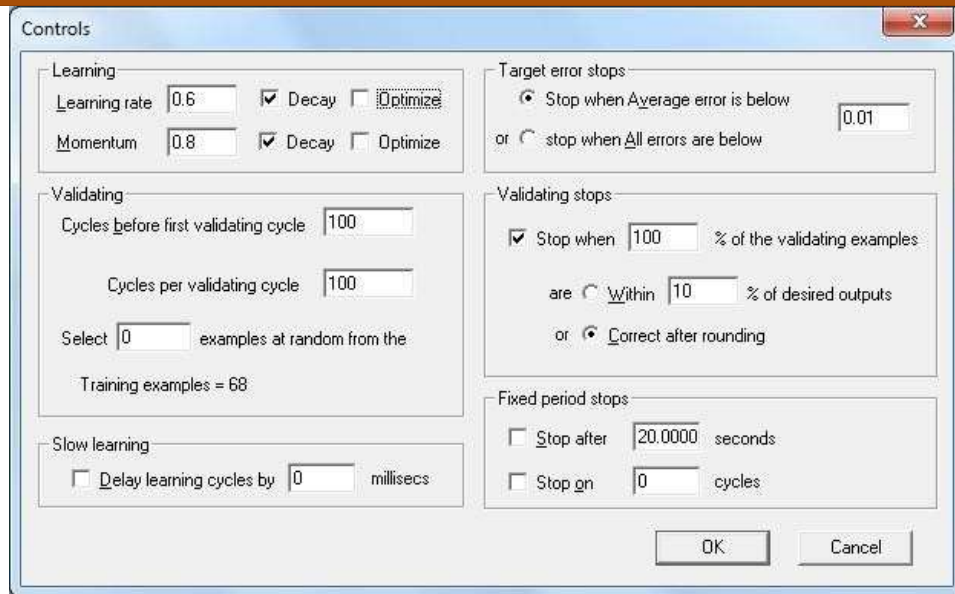 Controls
Learning
Learning rate 0.6 Decay Optimize
Momentum 0.8 Decay Optimize
Validating
Cycles before first validating cycle 100
Cycles per validating cycle 100
Select 0 examples at random from the
Training examples = 68
Slow learning
Delay learning cycles by 0 millisecs
Target error stops
Stop when Average error is below
0.01
or stop when All errors are below
Validating stops
Stop when 100 % of the validating examples
are Within 10 % of desired outputs
or Correct after rounding
Fixed period stops
Stop after 20.0000 seconds
Stop on 0 cycles
OK Cancel